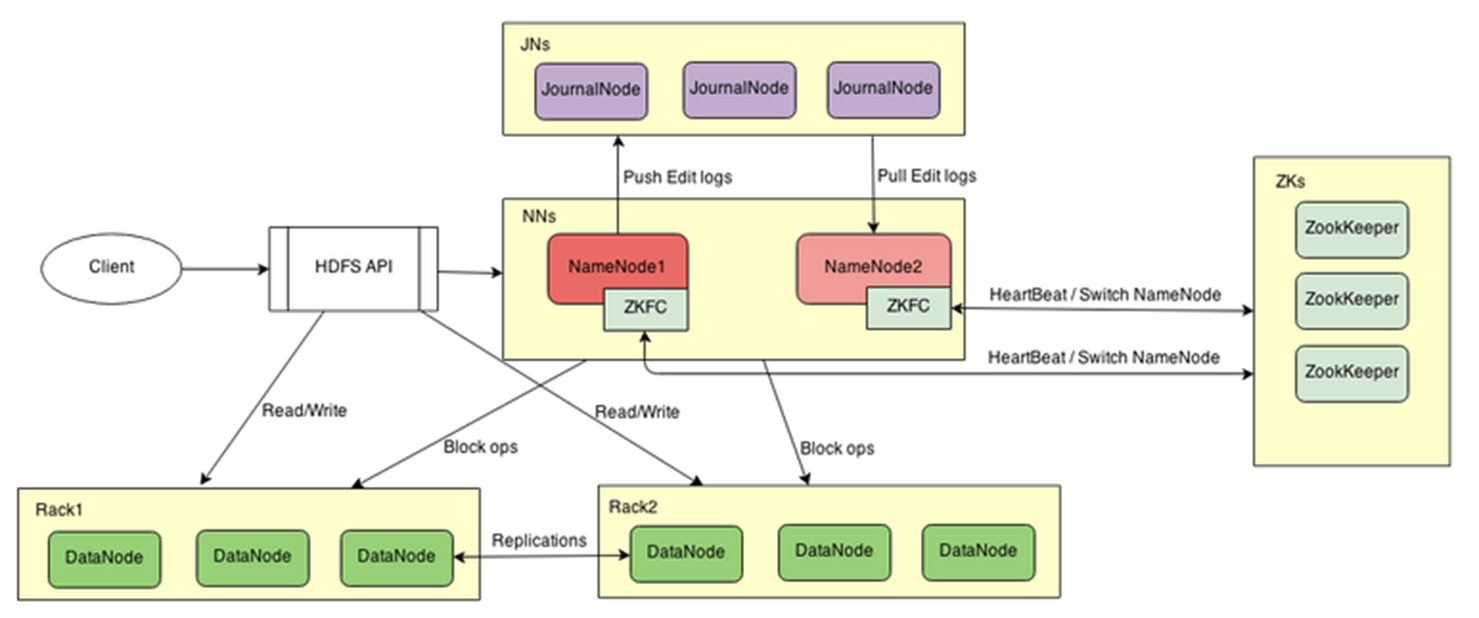 JNs
JournalNode
JournalNode
JournalNode
Push Edit logs
Pull Edit logs
ZKs
ZookKeeper
ZookKeeper
ZookKeeper
NNs
Client
HDFS API
NameNode1
ZKFC
NameNode2
ZKFC
HeartBeat / Switch NameNode
HeartBeat / Switch NameNode
Read/Write
Block ops
Read/Write
Block ops
Rack1
DataNode
DataNode
DataNode
Replications
Rack2
DataNode
DataNode
DataNode